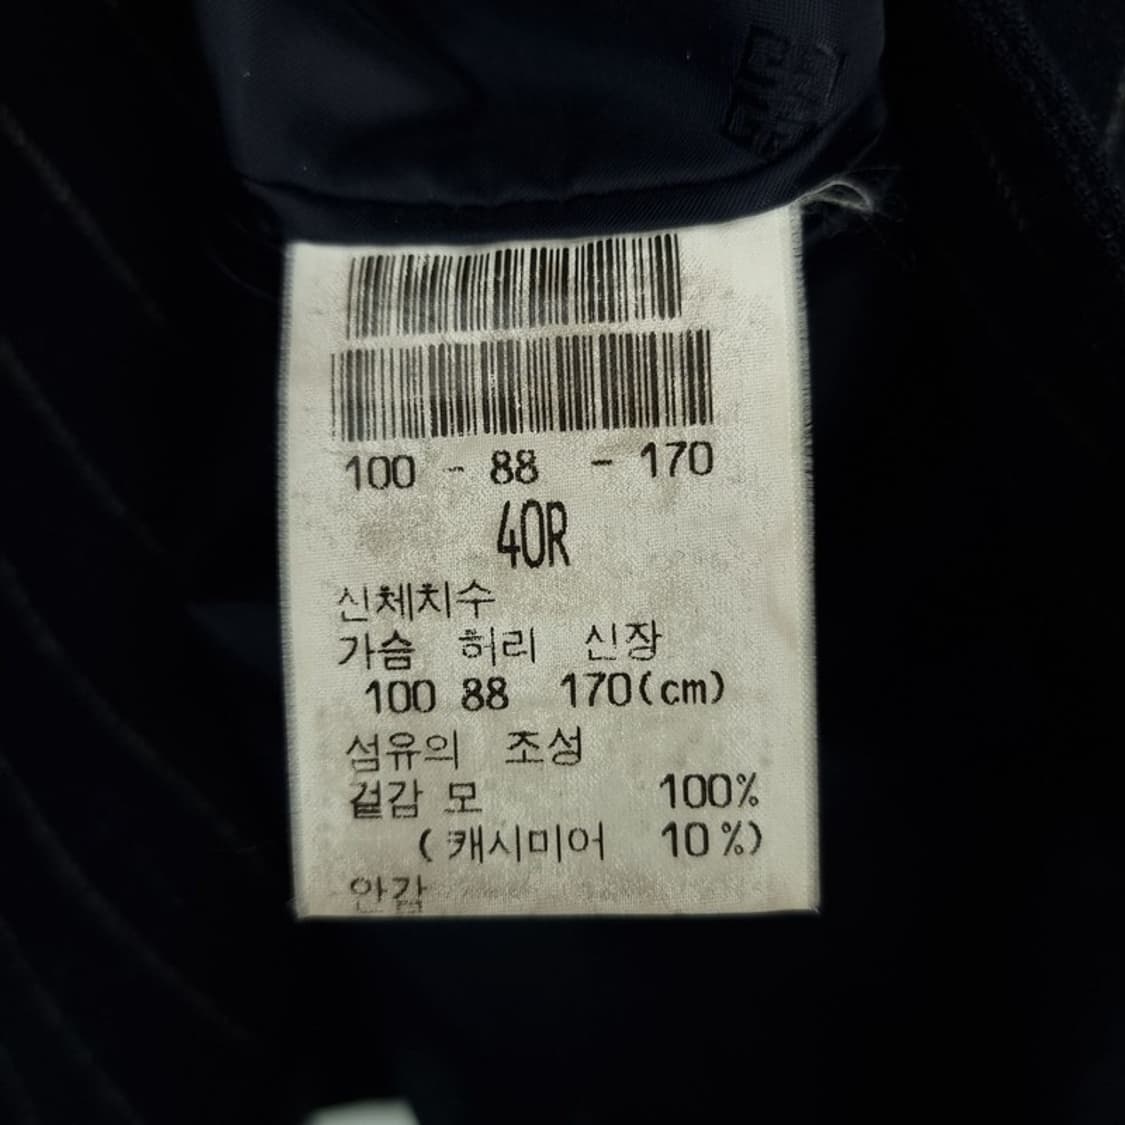 100 - 88 - 170
40R
신체치수
가슴 허리 신장
100 88 170(cm)
섬유의 조성
겉감 모 100%
(캐시미어 10%)
안감